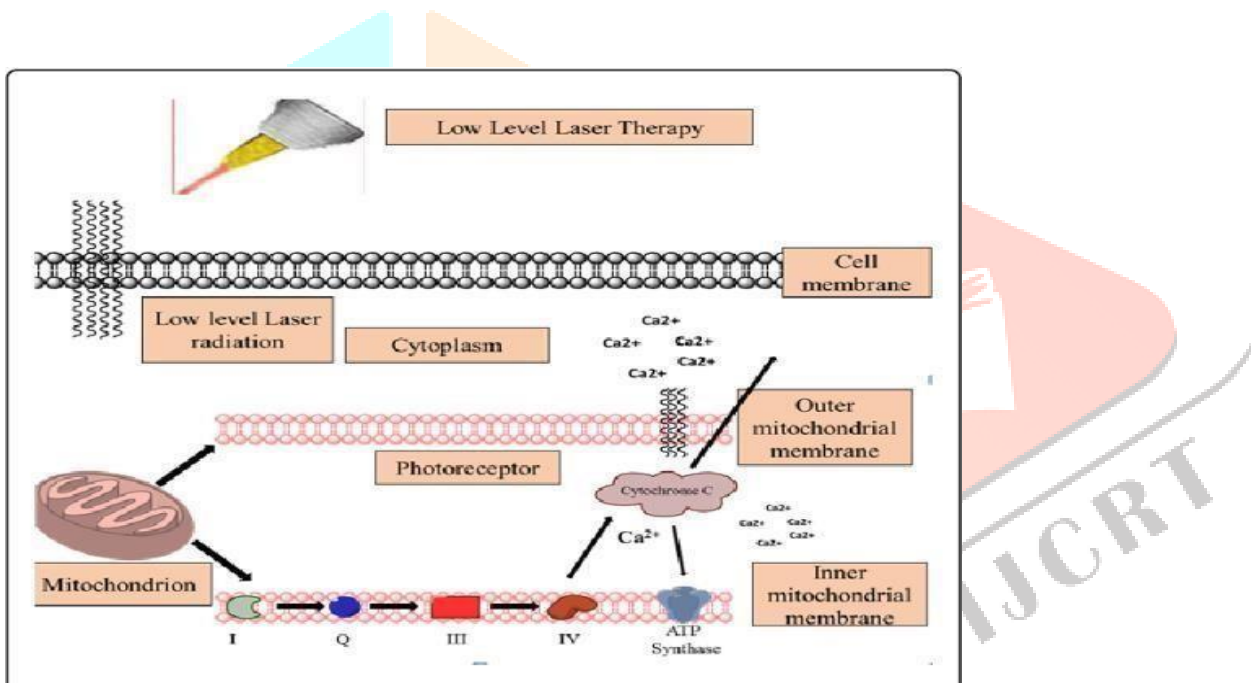 Low Level Laser Therapy
Cell
membrane
Low level Laser
radiation
Cytoplasm
Ca2+
Ca2+
Ca2+
Ca2+
Ca2+
Outer
mitochondrial
membrane
Photoreceptor
Cytochrome C
Ca2+
Ca2+
Ca2+
Ca2+
Ca2+
Ca²⁺
Mitochondrion
Inner
mitochondrial
membrane
I
Q
III
IV
ATP
Synthase
IJCRT